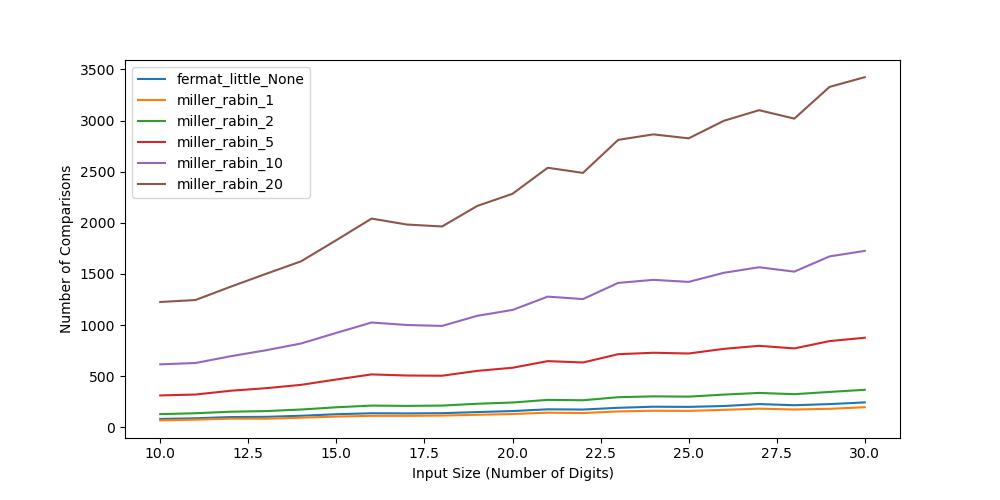 fermat_little_None
miller_rabin_1
miller_rabin_2
miller_rabin_5
miller_rabin_10
miller_rabin_20
3500
3000
2500
2000
1500
1000
500
0
Number of Comparisons
10.0 12.5 15.0 17.5 20.0 22.5 25.0 27.5 30.0
Input Size (Number of Digits)